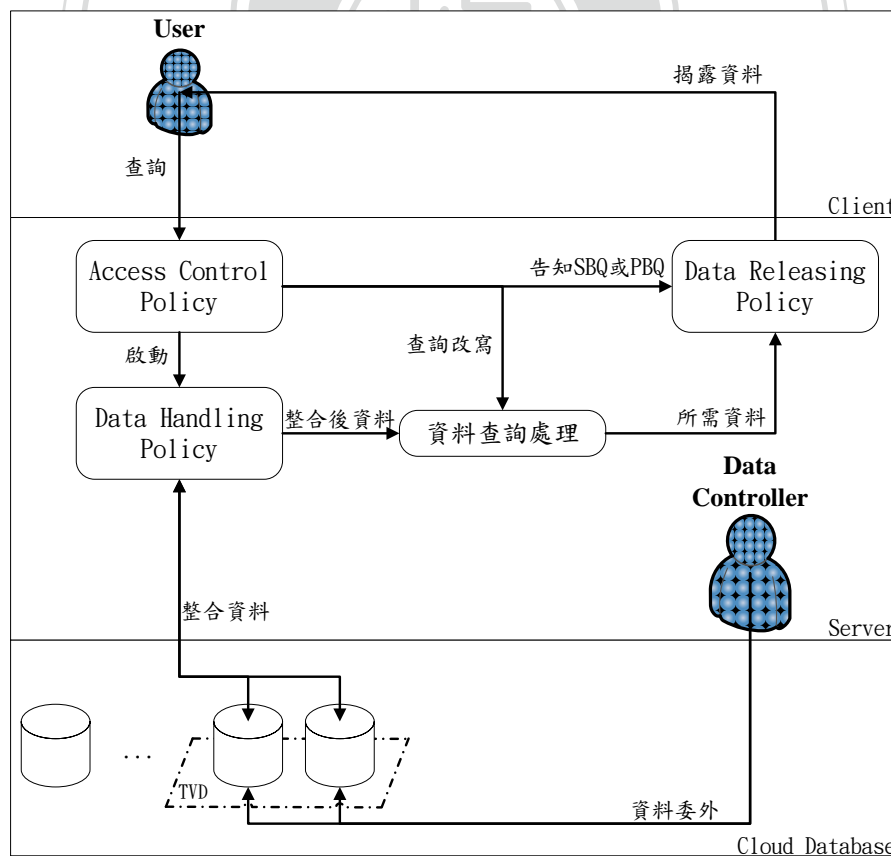 User
揭露資料
查詢
Client
Access Control
Policy
告知SBQ或PBQ
Data Releasing
Policy
啟動
查詢改寫
Data Handling
Policy
整合後資料
資料查詢處理
所需資料
Data
Controller
整合資料
Server
...
TVD
資料委外
Cloud Database